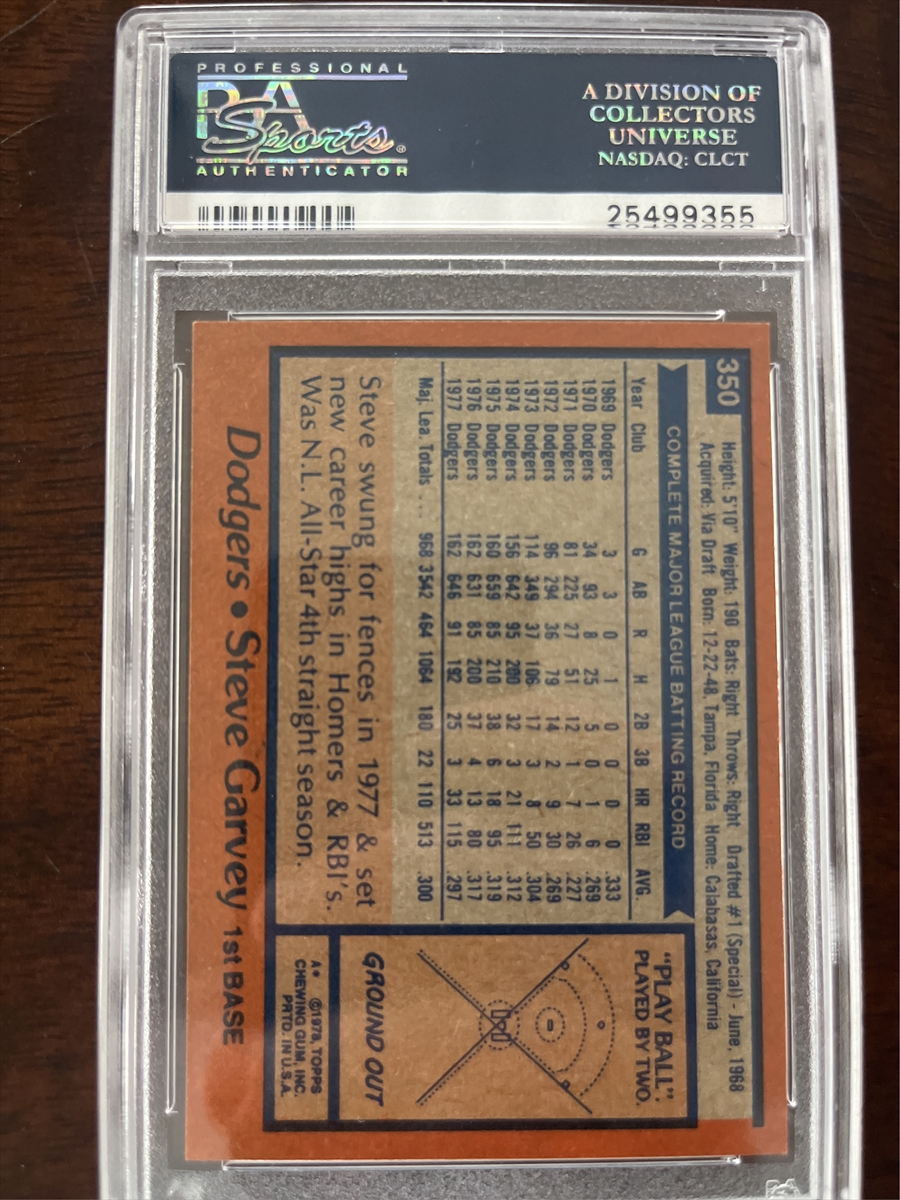 PROFESSIONAL
PSA
Sports®
AUTHENTICATOR
A DIVISION OF
COLLECTORS
UNIVERSE
NASDAQ: CLCT
25499355
350
Height: 5'10" Weight: 190 Bats: Right Throws: Right Drafted #1 (Special) - June, 1968
Acquired: Via Draft Born: 12-22-48, Tampa, Florida Home: Calabasas, California
COMPLETE MAJOR LEAGUE BATTING RECORD
Year Club G AB R H 2B 3B HR RBI AVG.
1969 Dodgers 3 3 0 1 0 0 0 0 .333
1970 Dodgers 34 93 8 25 5 0 1 6 .269
1971 Dodgers 81 225 27 51 12 1 7 26 .227
1972 Dodgers 96 294 36 79 14 2 9 30 .269
1973 Dodgers 114 349 37 106 17 3 8 50 .304
1974 Dodgers 156 642 95 200 32 3 21 111 .312
1975 Dodgers 160 659 85 210 38 6 18 95 .319
1976 Dodgers 162 631 85 200 37 4 13 80 .317
1977 Dodgers 162 646 91 192 25 3 33 115 .297
Maj. Lea. Totals . . . 968 3542 464 1064 180 22 110 513 .300
Steve swung for fences in 1977 & set
new career highs in Homers & RBI's.
Was N.L. All-Star 4th straight season.
"PLAY BALL":
PLAYED BY TWO.
GROUND OUT
A* ©1978, TOPPS
CHEWING GUM, INC.
PRTD. IN U.S.A.
Dodgers • Steve Garvey 1st BASE